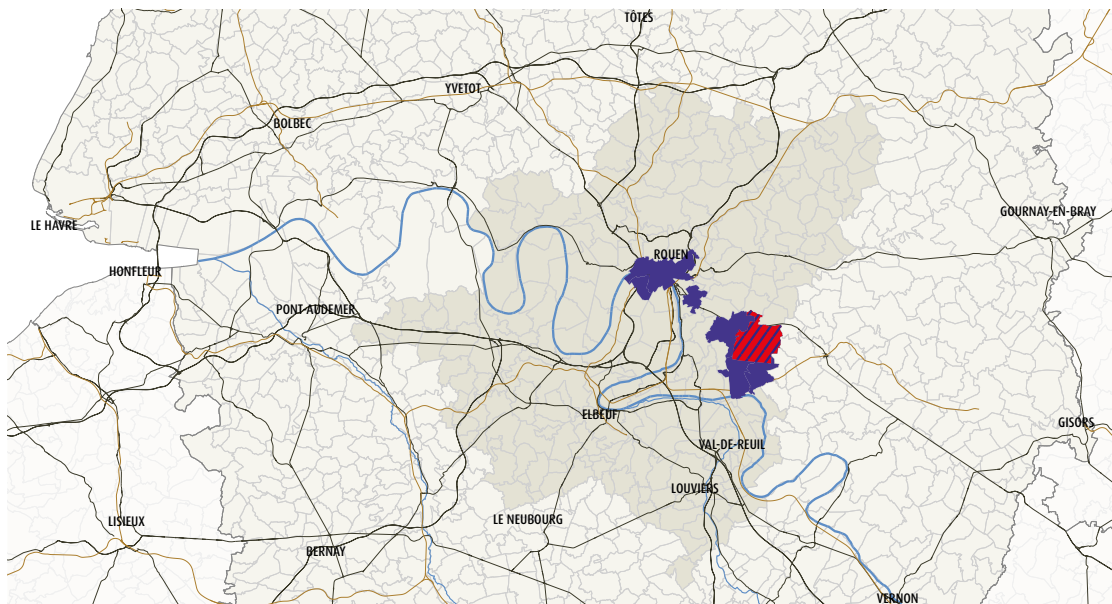 TÔTES
YVETOT
BOLBEC
GOURNAY-EN-BRAY
LE HAVRE
ROUEN
HONFLEUR
PONT-AUDEMER
ELBEUF
GISORS
VAL-DE-REUIL
LOUVIERS
LE NEUBOURG
LISIEUX
BERNAY
VERNON